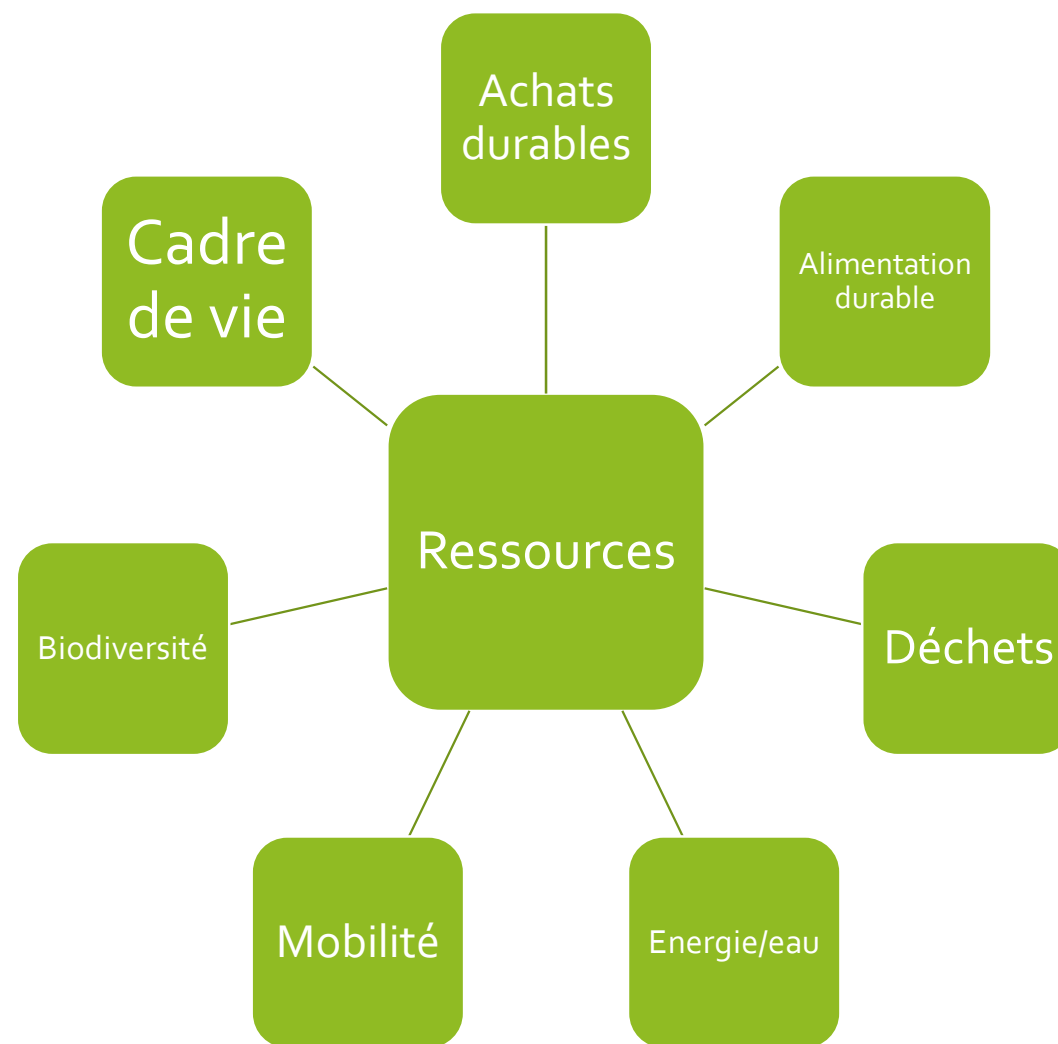 Achats
durables
Cadre
de vie
Alimentation
durable
Ressources
Biodiversité
Déchets
Mobilité
Energie/eau